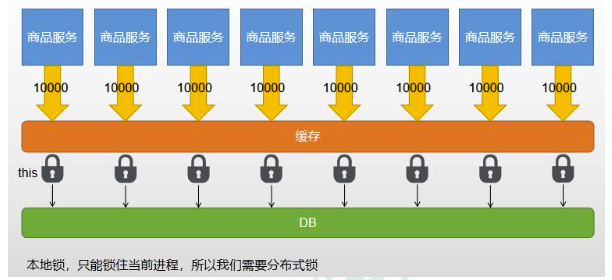 商品服务 商品服务 商品服务 商品服务 商品服务 商品服务 商品服务 商品服务
10000 10000 10000 10000 10000 10000 10000 10000
缓存
this
DB
本地锁，只能锁住当前进程，所以我们需要分布式锁